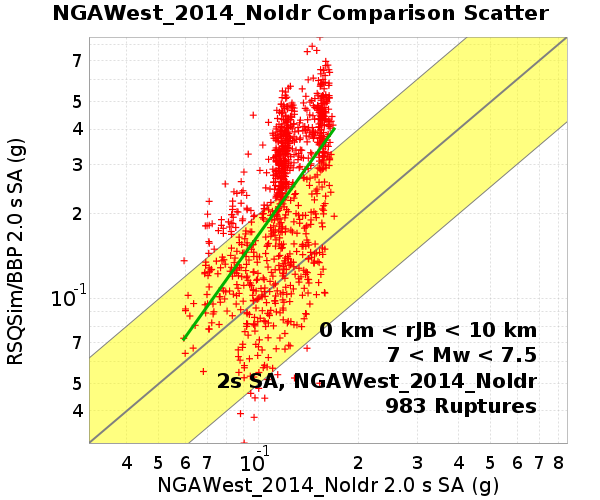 NGAWest_2014_NoIdr Comparison Scatter
RSQSim/BBP 2.0 s SA (g)
7
5
4
3
2
10-1
7
5
4
0 km < rJB < 10 km
7 < Mw < 7.5
2s SA, NGAWest_2014_NoIdr
983 Ruptures
4 5 6 7 10-1 2 3 4 5 6 7 8
NGAWest_2014_NoIdr 2.0 s SA (g)